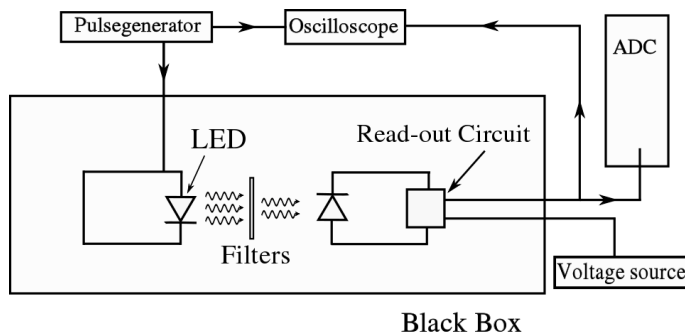 Pulsegenerator
Oscilloscope
ADC
Read-out Circuit
LED
Filters
Voltage source
Black Box